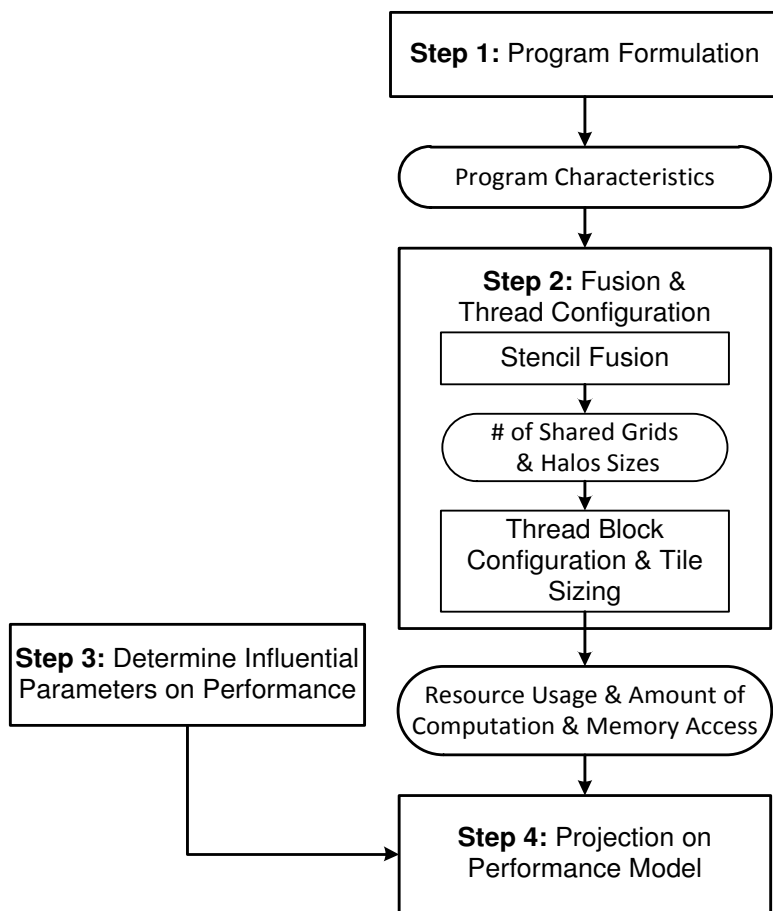 Step 1: Program Formulation
Program Characteristics
Step 2: Fusion &
Thread Configuration
Stencil Fusion
# of Shared Grids
& Halos Sizes
Thread Block
Configuration & Tile
Sizing
Step 3: Determine Influential
Parameters on Performance
Resource Usage & Amount of
Computation & Memory Access
Step 4: Projection on
Performance Model